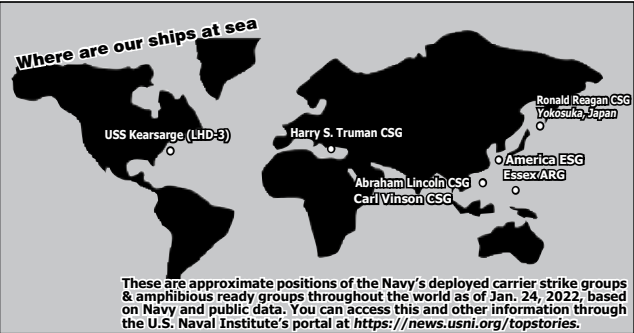 Where are our ships at sea
Ronald Reagan CSG
Yokosuka, Japan
USS Kearsarge (LHD-3)
Harry S. Truman CSG
America ESG
Essex ARG
Abraham Lincoln CSG
Carl Vinson CSG
These are approximate positions of the Navy's deployed carrier strike groups
& amphibious ready groups throughout the world as of Jan. 24, 2022, based
on Navy and public data. You can access this and other information through
the U.S. Naval Institute's portal at https://news.usni.org/topstories.